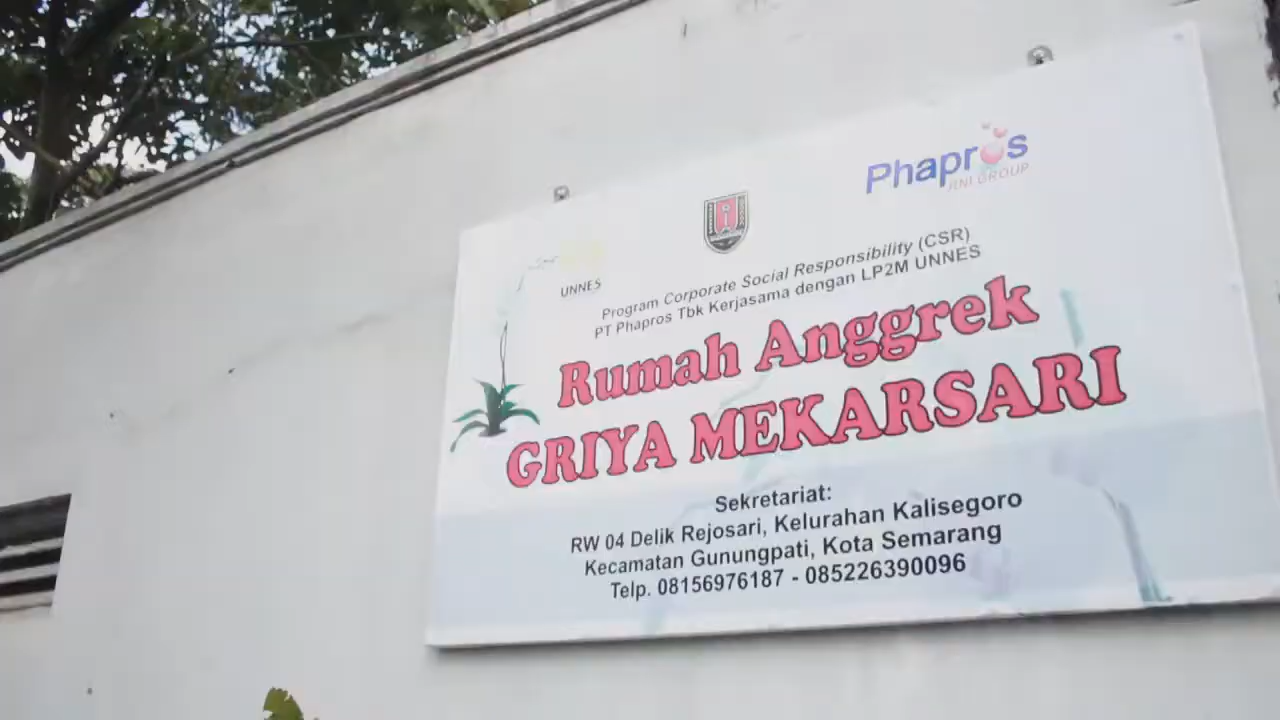 Phapros
RNI GROUP
UNNES
Program Corporate Social Responsibility (CSR)
PT Phapros Tbk Kerjasama dengan LP2M UNNES
Rumah Anggrek
GRIYA MEKARSARI
Sekretariat:
RW 04 Delik Rejosari, Kelurahan Kalisegoro
Kecamatan Gunungpati, Kota Semarang
Telp. 08156976187 - 085226390096